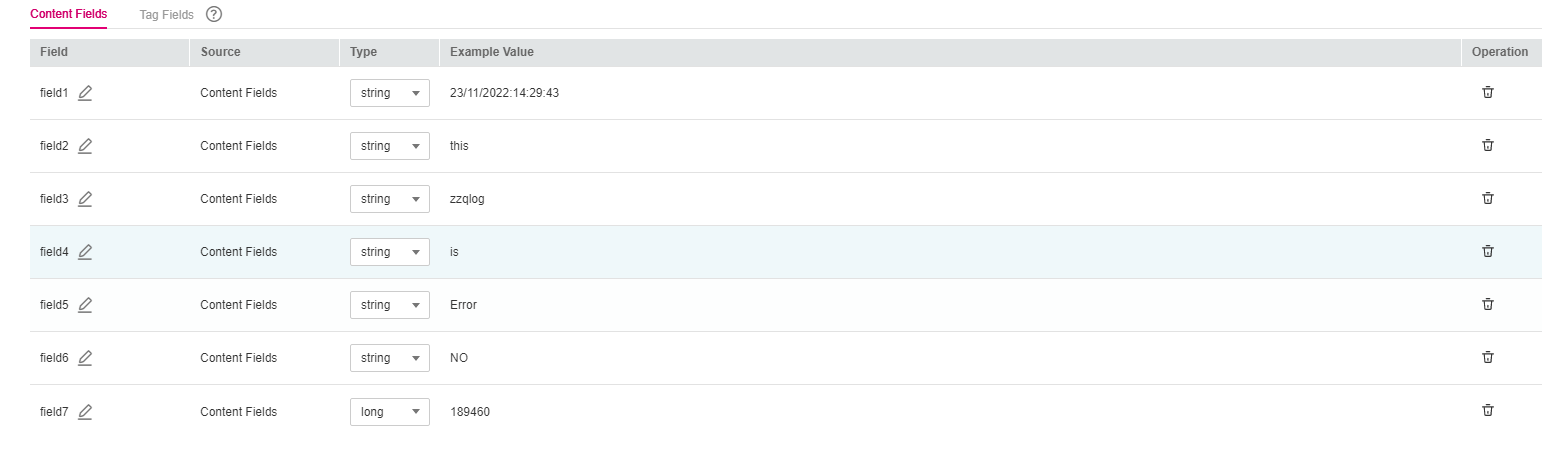 Content Fields Tag Fields ?
Field Source Type Example Value Operation
field1 Content Fields string 23/11/2022:14:29:43
field2 Content Fields string this
field3 Content Fields string zzqlog
field4 Content Fields string is
field5 Content Fields string Error
field6 Content Fields string NO
field7 Content Fields long 189460